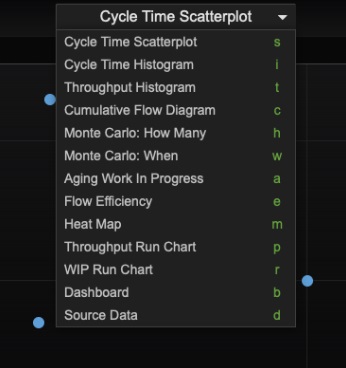 Cycle Time Scatterplot
Cycle Time Scatterplot s
Cycle Time Histogram i
Throughput Histogram t
Cumulative Flow Diagram c
Monte Carlo: How Many h
Monte Carlo: When w
Aging Work In Progress a
Flow Efficiency e
Heat Map m
Throughput Run Chart p
WIP Run Chart r
Dashboard b
Source Data d